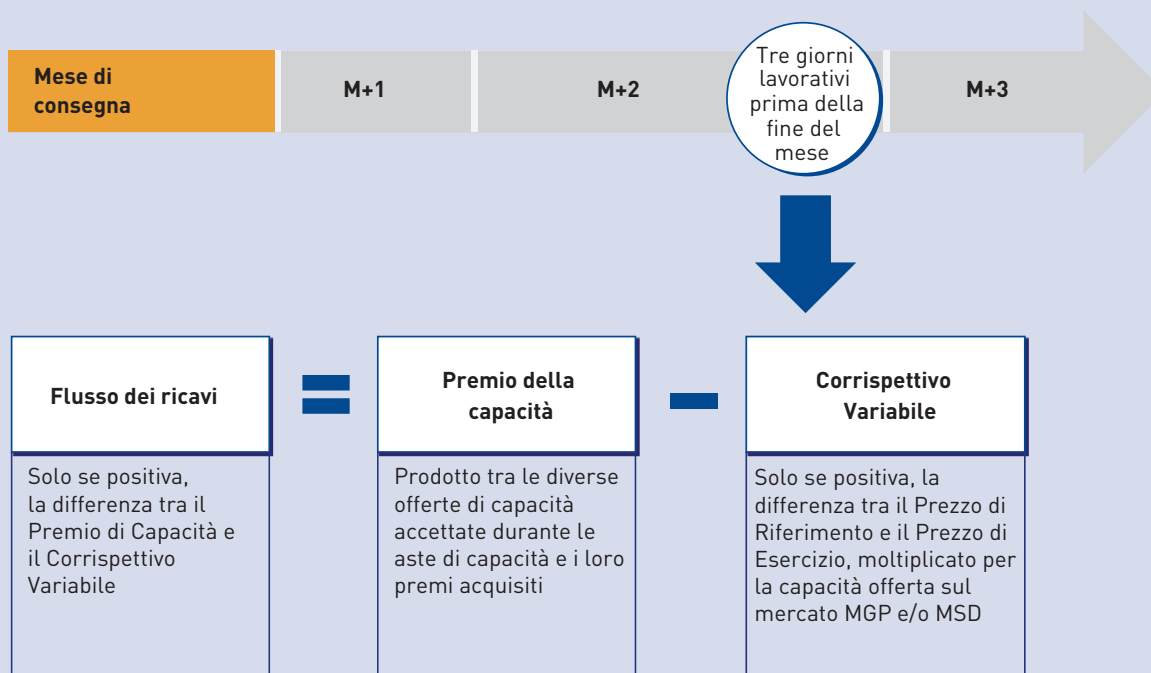 Mese di
consegna
M+1
M+2
Tre giorni
lavorativi
prima della
fine del
mese
M+3
Flusso dei ricavi
Solo se positiva,
la differenza tra il
Premio di Capacità e
il Corrispettivo
Variabile
=
Premio della
capacità
Prodotto tra le diverse
offerte di capacità
accettate durante le
aste di capacità e i loro
premi acquisiti
-
Corrispettivo
Variabile
Solo se positiva, la
differenza tra il Prezzo di
Riferimento e il Prezzo di
Esercizio, moltiplicato per
la capacità offerta sul
mercato MGP e/o MSD